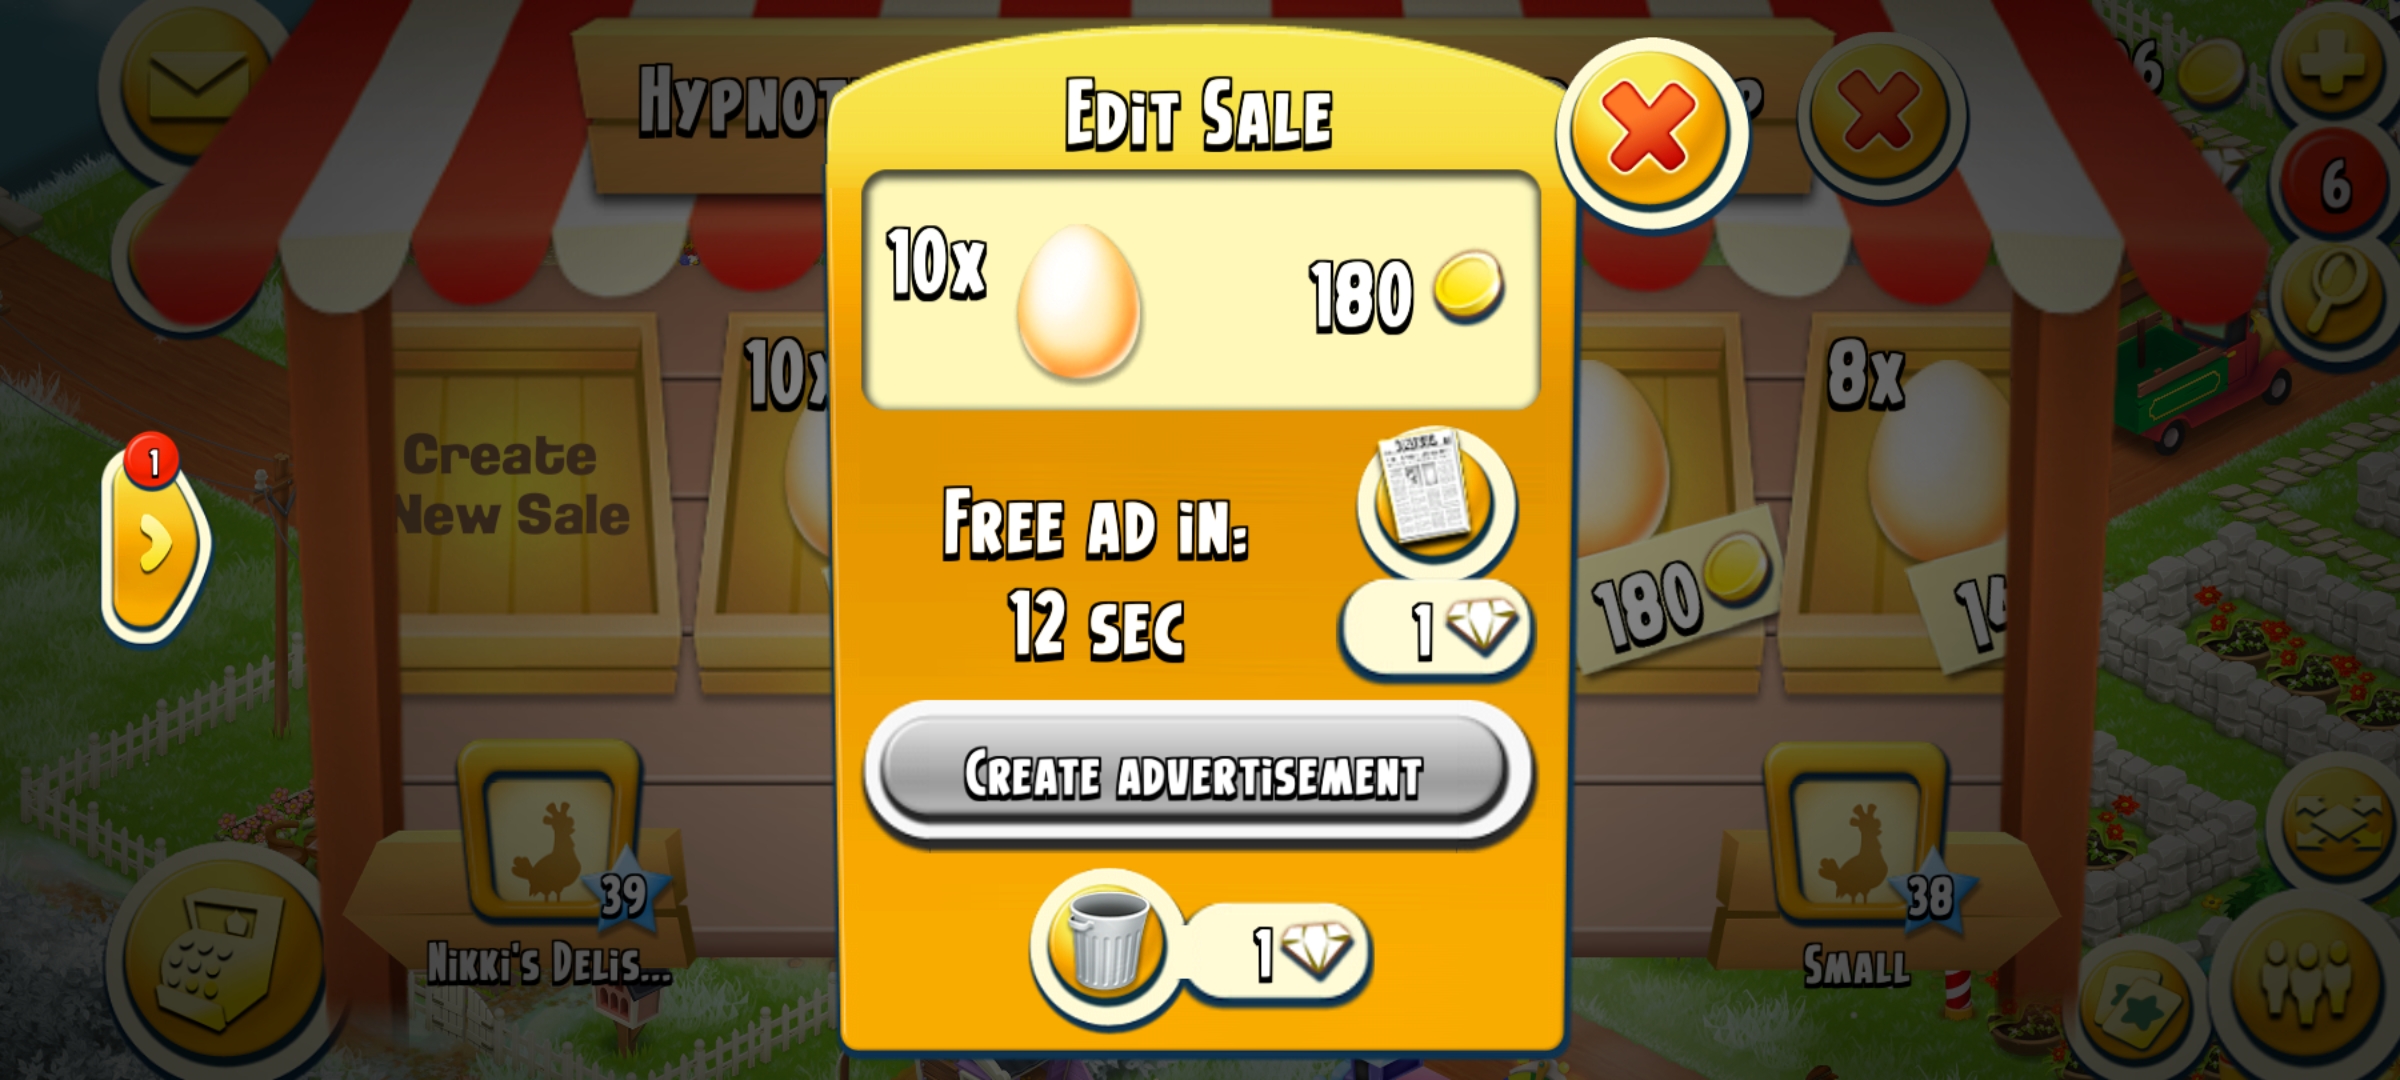 Edit Sale
10x
180
Free ad in:
12 sec
1
Create advertisement
1
6
10x
8x
Create
New Sale
1
180
39
38
Nikki's Delis...
Small